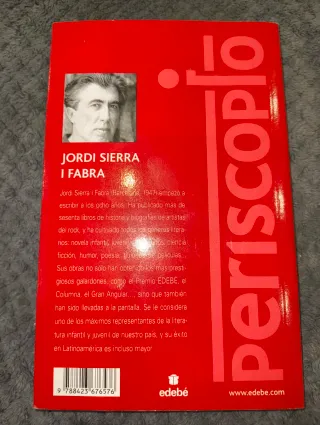 periscopio
JORDI SIERRA
I FABRA
Jordi Sierra i Fabra (Barcelona, 1947) empezó a
escribir a los ocho años. Ha publicado más de
sesenta libros de historia y biografías de artistas
del rock, y ha cultivado todos los géneros litera-
rios: novela infantil, juvenil, ciencia
ficción, humor, poesía, películas...
Sus obras no sólo han obtenido los más presti-
giosos galardones, como el Premio EDEBÉ, el
Columna, el Gran Angular..., sino que también
han sido llevadas a la pantalla. Se le considera
uno de los máximos representantes de la litera-
tura infantil y juvenil de nuestro país, y su éxito
en Latinoamérica es incluso mayor
9 788423 676576
edebé
www.edebe.com